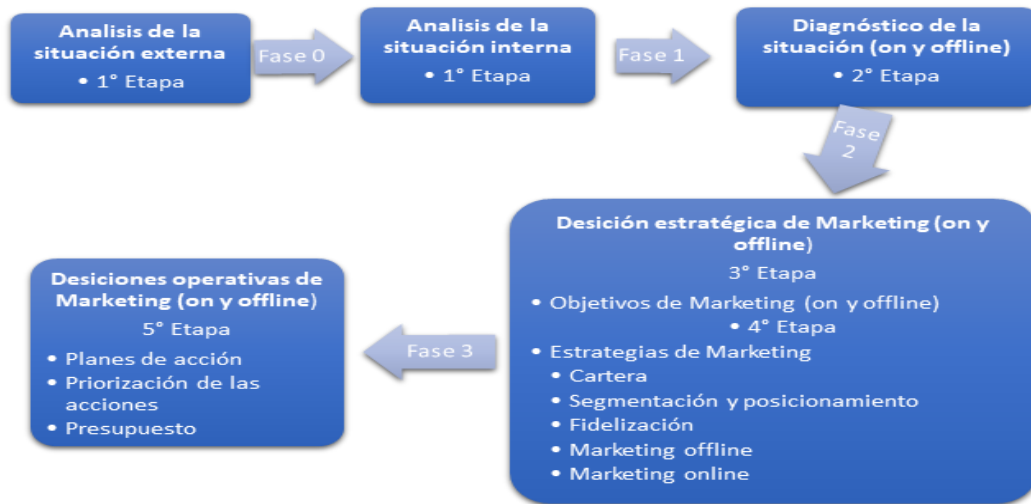 Analisis de la
situación externa
• 1° Etapa
Fase 0
Analisis de la
situación interna
• 1° Etapa
Fase 1
Diagnóstico de la
situación (on y offline)
• 2° Etapa
Fase
2
Desición estratégica de Marketing (on y
offline)
3° Etapa
• Objetivos de Marketing (on y offline)
• 4° Etapa
• Estrategias de Marketing
• Cartera
• Segmentación y posicionamiento
• Fidelización
• Marketing offline
• Marketing online
Fase 3
Desiciones operativas de
Marketing (on y offline)
5° Etapa
• Planes de acción
• Priorización de las
acciones
• Presupuesto